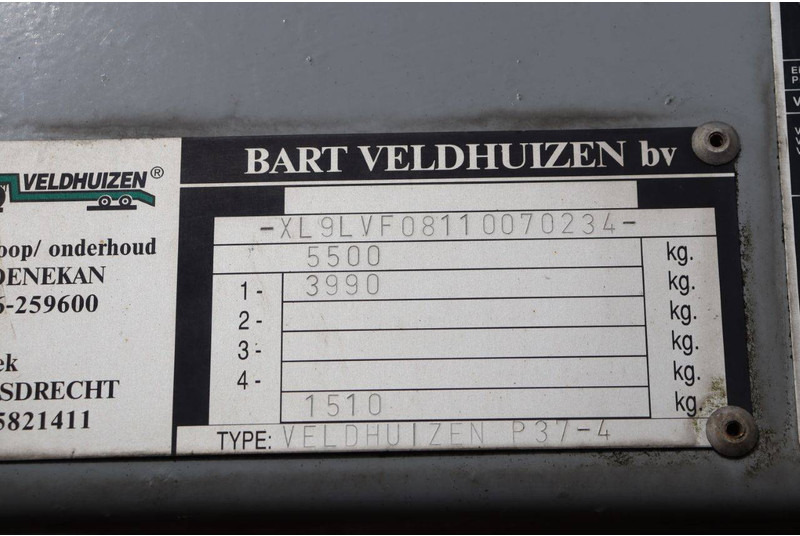 VELDHUIZEN®
oop/ onderhoud
DENEKAN
6-259600
ek
SDRECHT
5821411
BART VELDHUIZEN bv
-XL9LVF08110070234-
5500 kg.
1- 3990 kg.
2- kg.
3- kg.
4- kg.
1510 kg.
TYPE: VELDHUIZEN P37-4